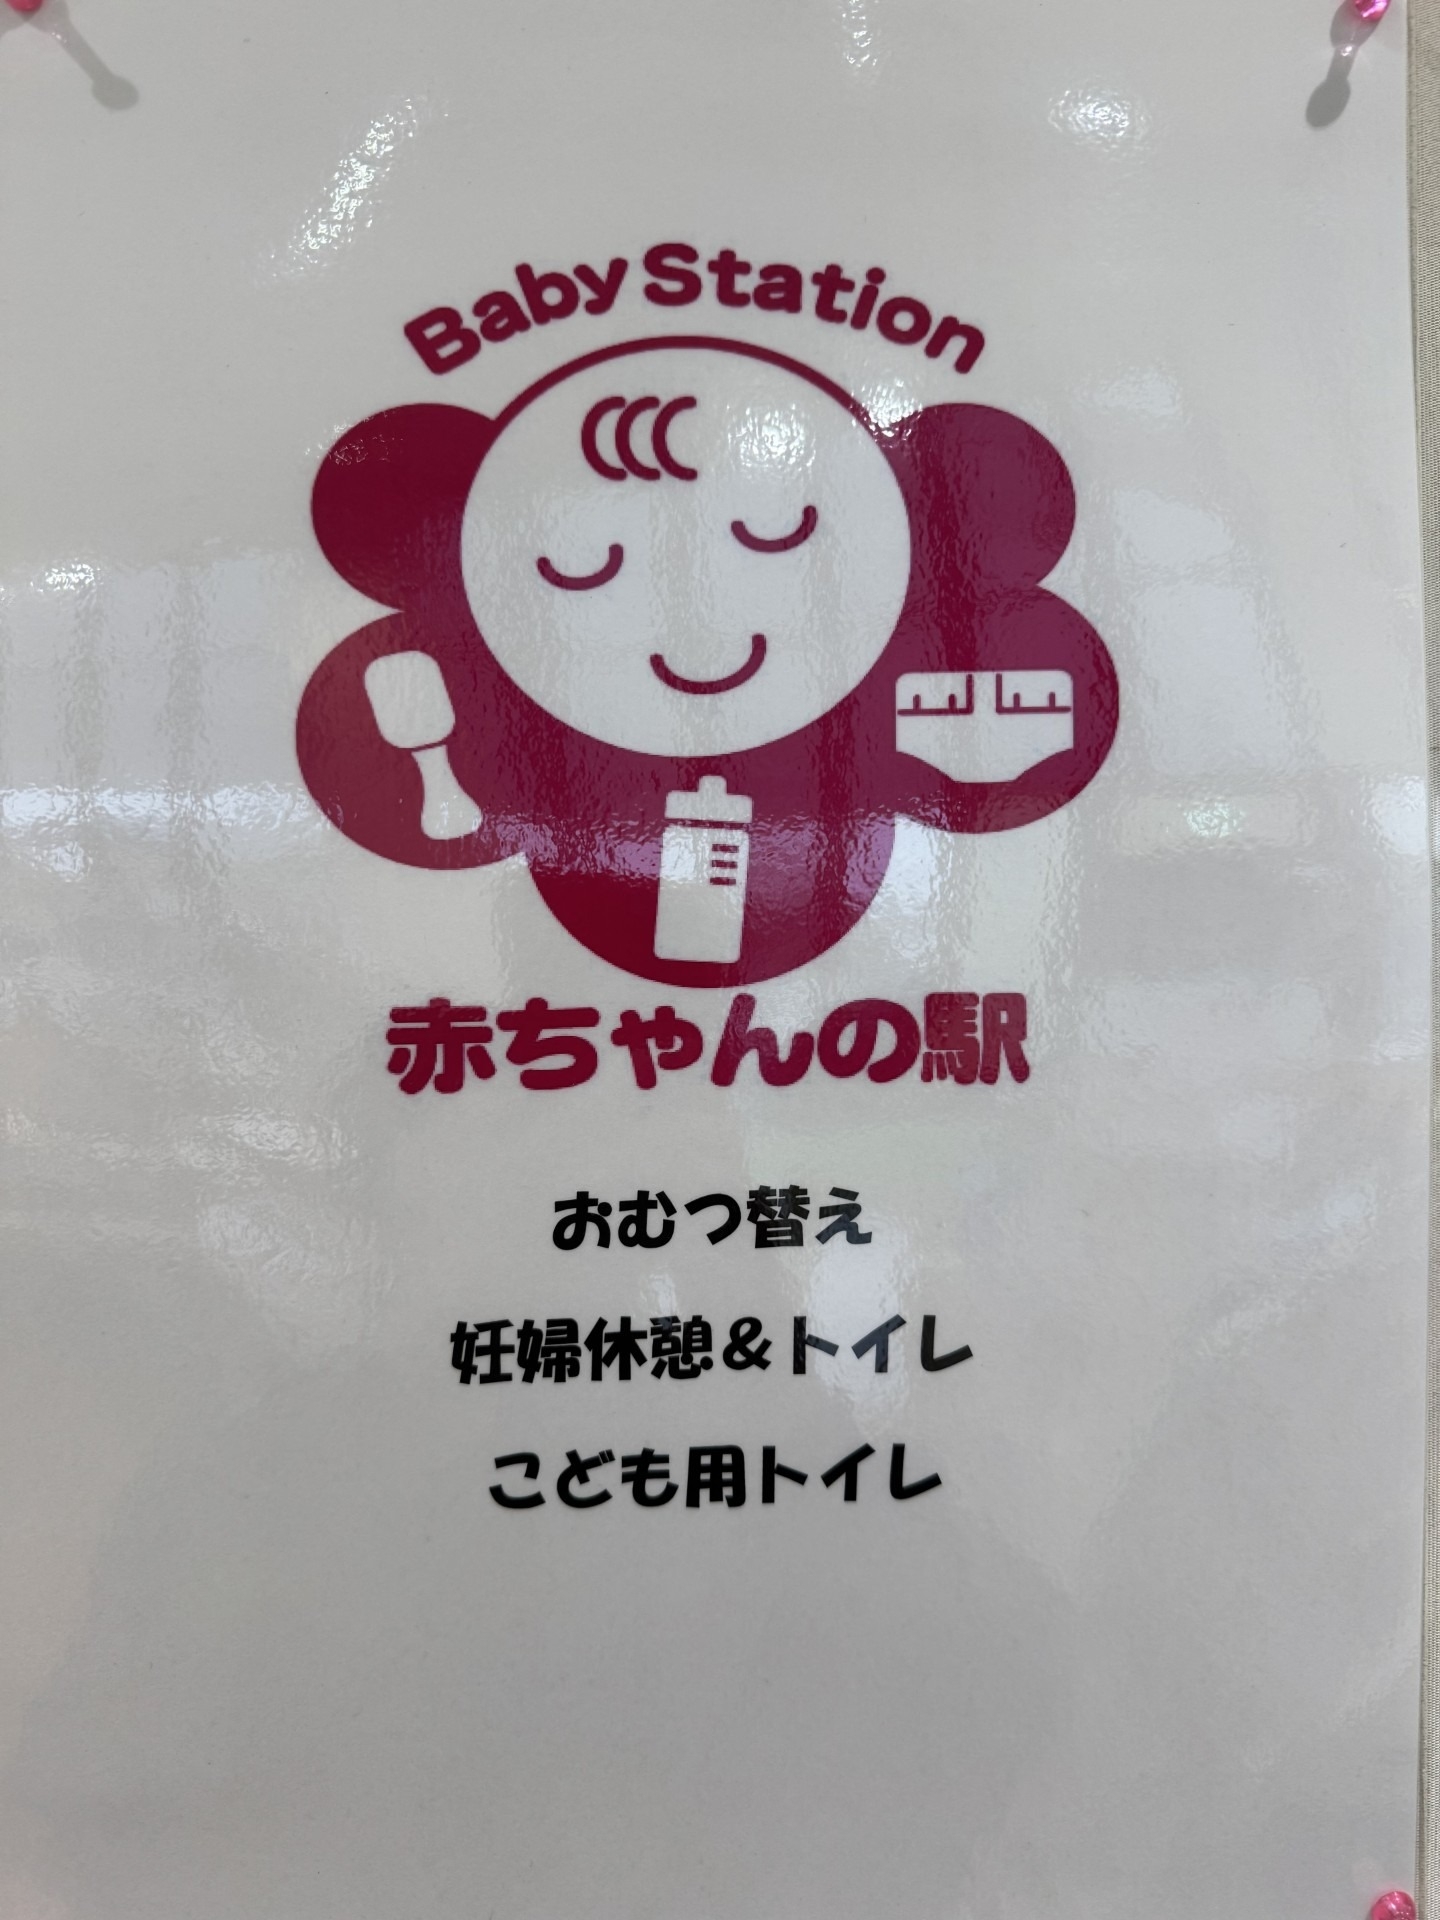 Baby Station
赤ちゃんの駅
おむつ替え
妊婦休憩&トイレ
こども用トイレ